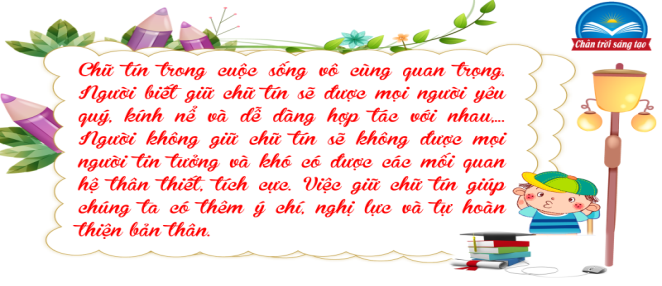 Chân trời sáng tạo
Chữ tín trong cuộc sống vô cùng quan trọng.
Người biết giữ chữ tín sẽ được mọi người yêu
quý, kính nể và dễ dàng hợp tác với nhau,...
Người không giữ chữ tín sẽ không được mọi
người tin tưởng và khó có được các mối quan
hệ thân thiết, tích cực. Việc giữ chữ tín giúp
chúng ta có thêm ý chí, nghị lực và tự hoàn
thiện bản thân.